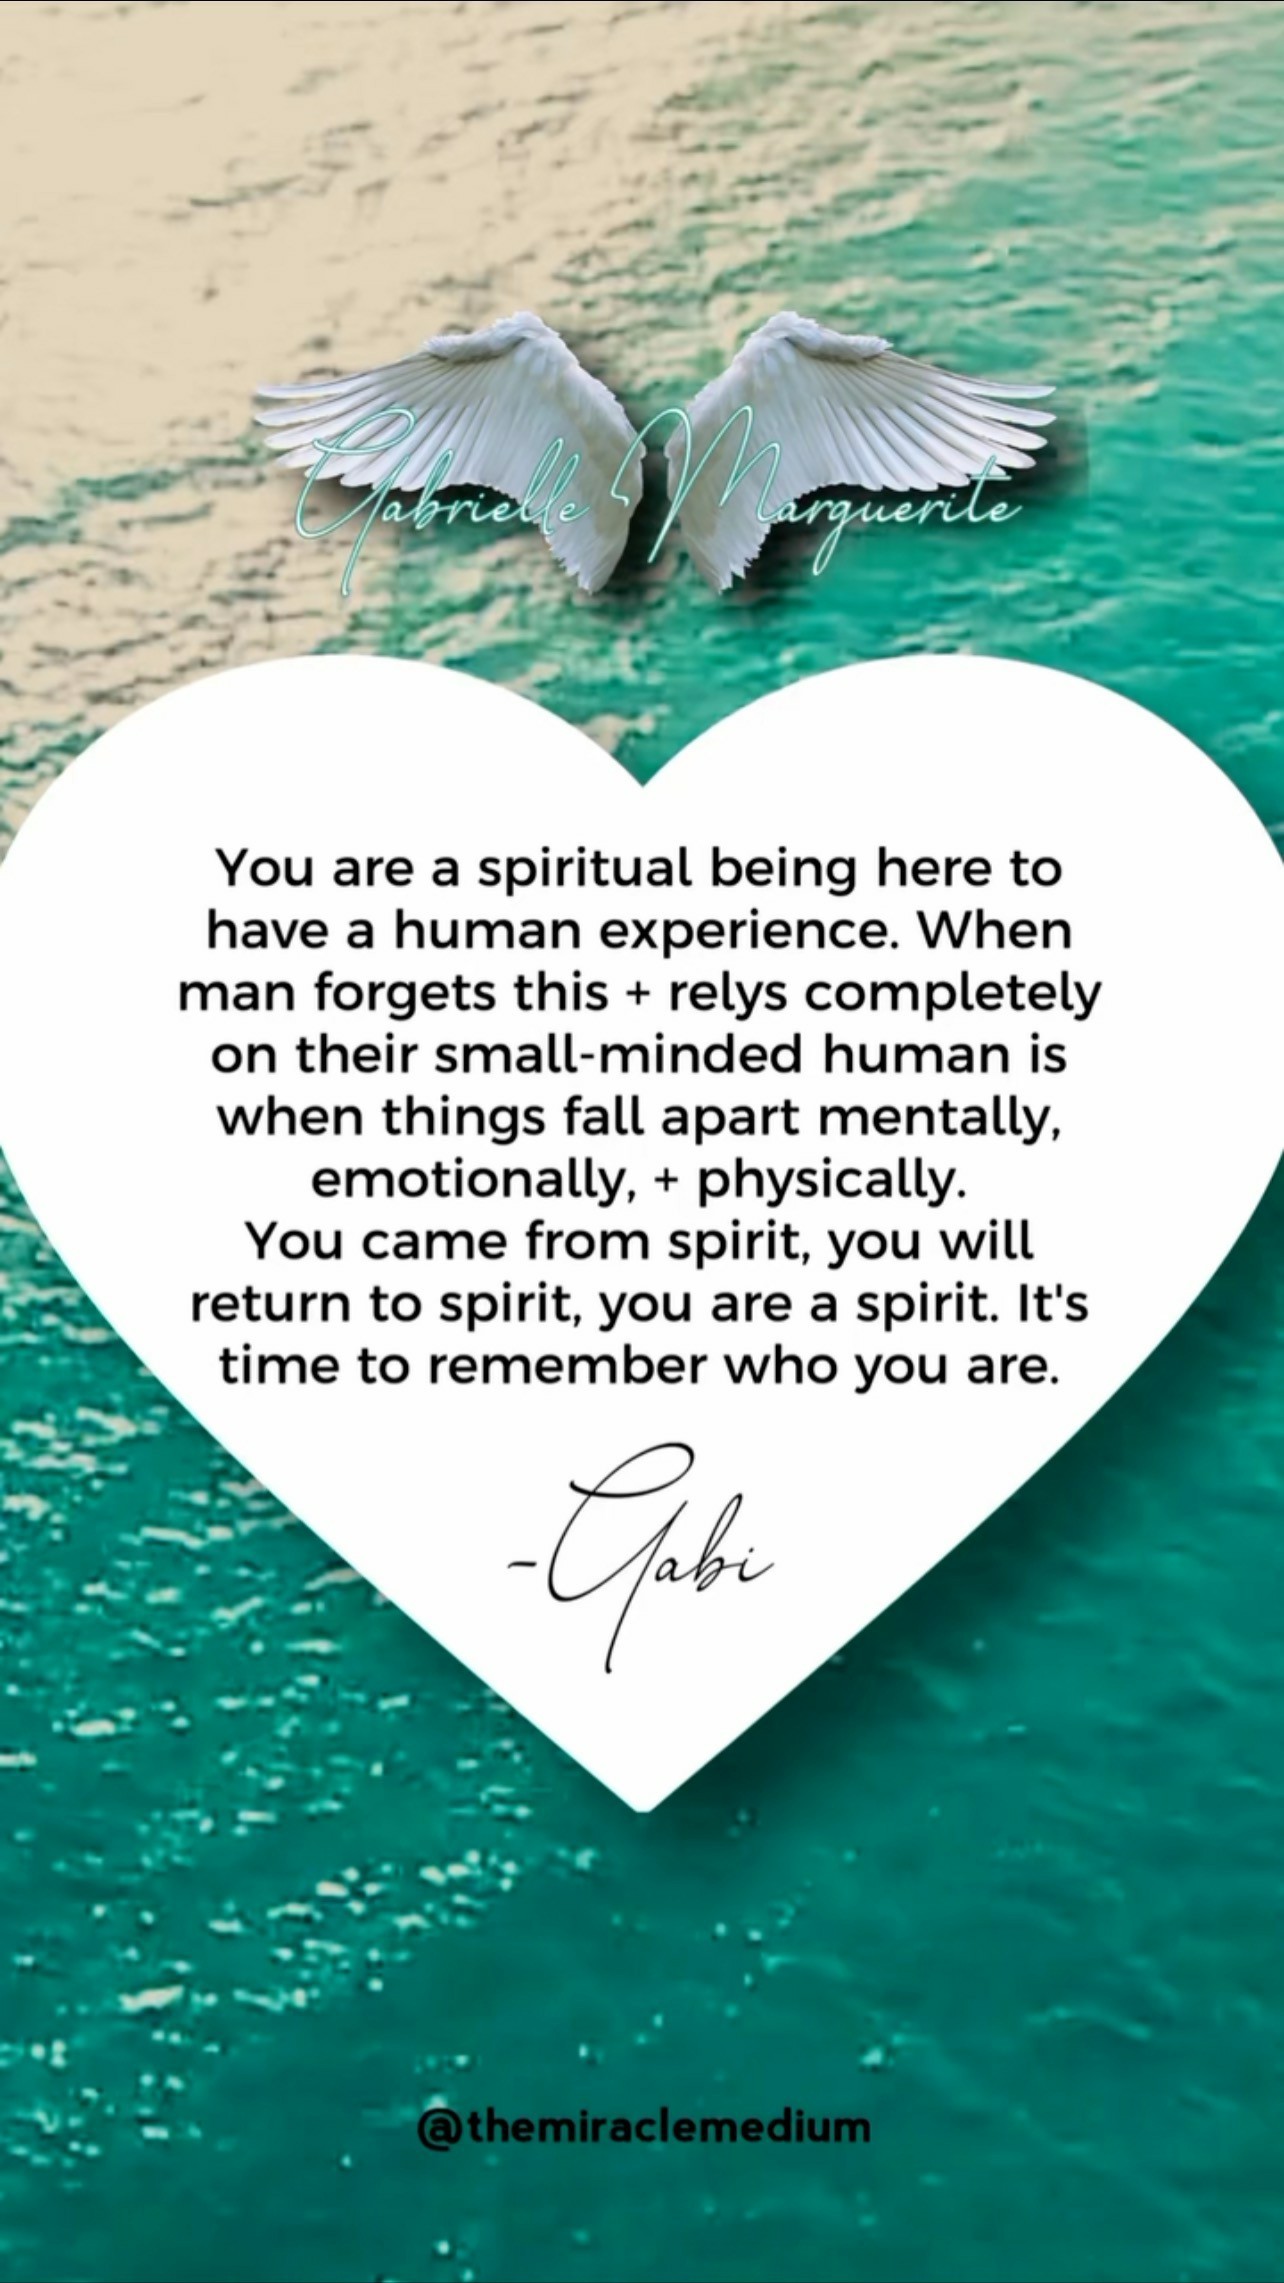 Gabrielle Marguerite
You are a spiritual being here to
have a human experience. When
man forgets this + relys completely
on their small-minded human is
when things fall apart mentally,
emotionally, + physically.
You came from spirit, you will
return to spirit, you are a spirit. It's
time to remember who you are.
-Gabi
@themiraclemedium